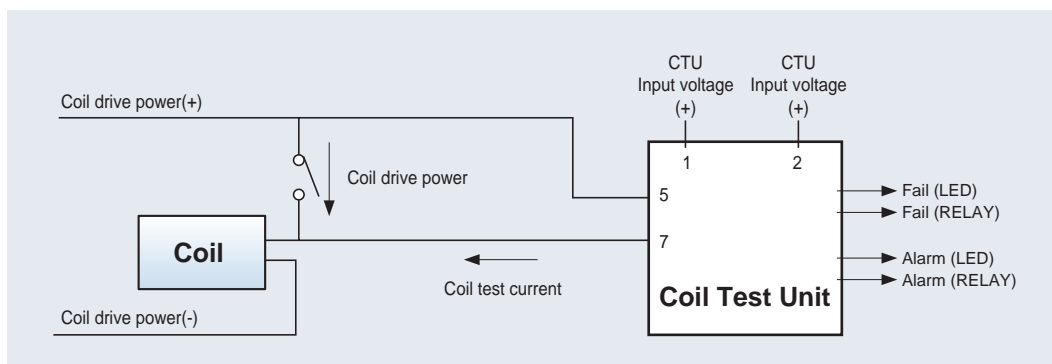 CTU
Input voltage
(+)
CTU
Input voltage
(+)
Coil drive power(+)
1
2
Coil drive power
5
Fail (LED)
Fail (RELAY)
7
Coil
Coil test current
Alarm (LED)
Alarm (RELAY)
Coil Test Unit
Coil drive power(-)